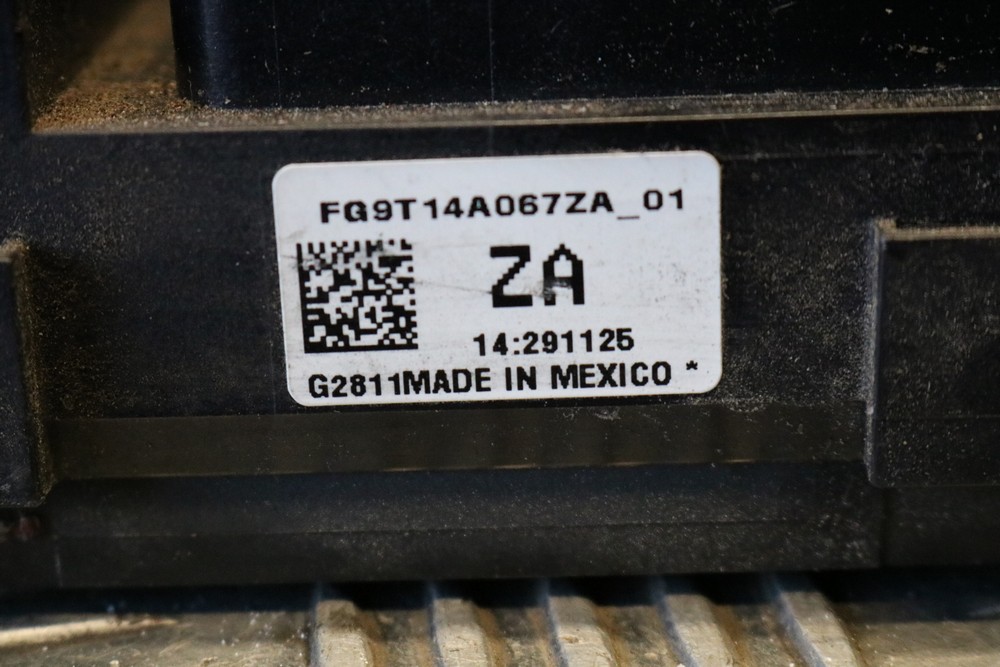 FG9T14A067ZA_01
ZA
14:291125
G2811MADE IN MEXICO *